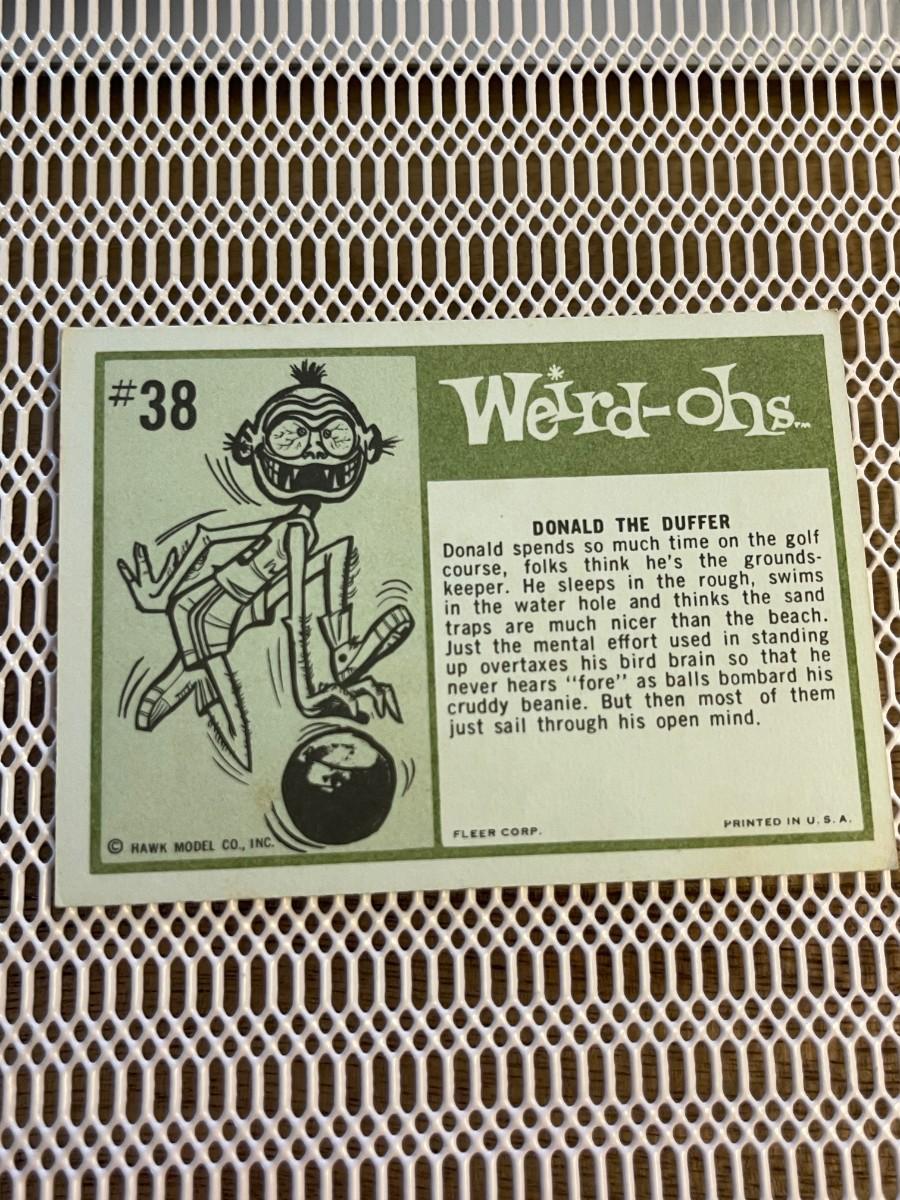 #38
Weird-ohs™
DONALD THE DUFFER
Donald spends so much time on the golf
course, folks think he's the grounds-
keeper. He sleeps in the rough, swims
in the water hole and thinks the sand
traps are much nicer than the beach.
Just the mental effort used in standing
up overtaxes his bird brain so that he
never hears "fore" as balls bombard his
cruddy beanie. But then most of them
just sail through his open mind.
© HAWK MODEL CO., INC.
FLEER CORP.
PRINTED IN U. S. A.